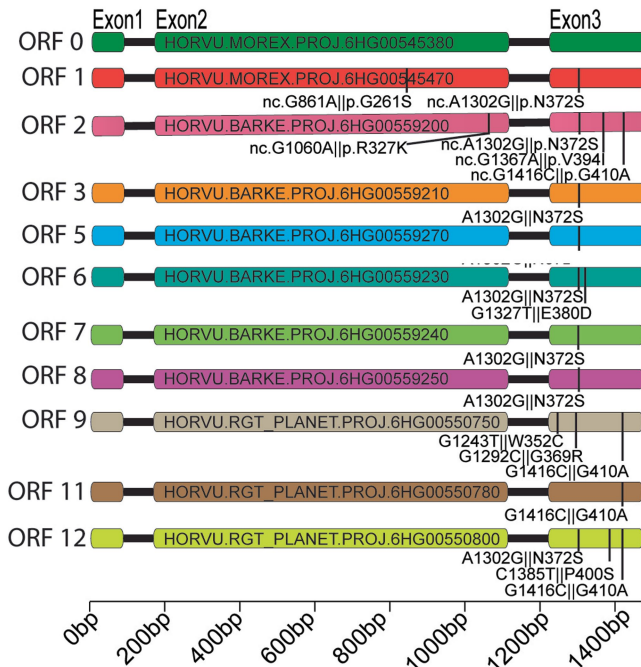 Exon1 Exon2 Exon3
ORF 0 HORVU.MOREX.PROJ.6HG00545380
ORF 1 HORVU.MOREX.PROJ.6HG00545470
nc.G861A||p.G261S nc.A1302G||p.N372S
ORF 2 HORVU.BARKE.PROJ.6HG00559200
nc.G1060A||p.R327K nc.A1302G||p.N372S
nc.G1367A||p.V394I
nc.G1416C||p.G410A
ORF 3 HORVU.BARKE.PROJ.6HG00559210
A1302G||N372S
ORF 5 HORVU.BARKE.PROJ.6HG00559270
ORF 6 HORVU.BARKE.PROJ.6HG00559230
A1302G||N372S
G1327T||E380D
ORF 7 HORVU.BARKE.PROJ.6HG00559240
A1302G||N372S
ORF 8 HORVU.BARKE.PROJ.6HG00559250
A1302G||N372S
ORF 9 HORVU.RGT_PLANET.PROJ.6HG00550750
G1243T||W352C
G1292C||G369R
G1416C||G410A
ORF 11 HORVU.RGT_PLANET.PROJ.6HG00550780
G1416C||G410A
ORF 12 HORVU.RGT_PLANET.PROJ.6HG00550800
A1302G||N372S
C1385T||P400S
G1416C||G410A
0bp 200bp 400bp 600bp 800bp 1000bp 1200bp 1400bp